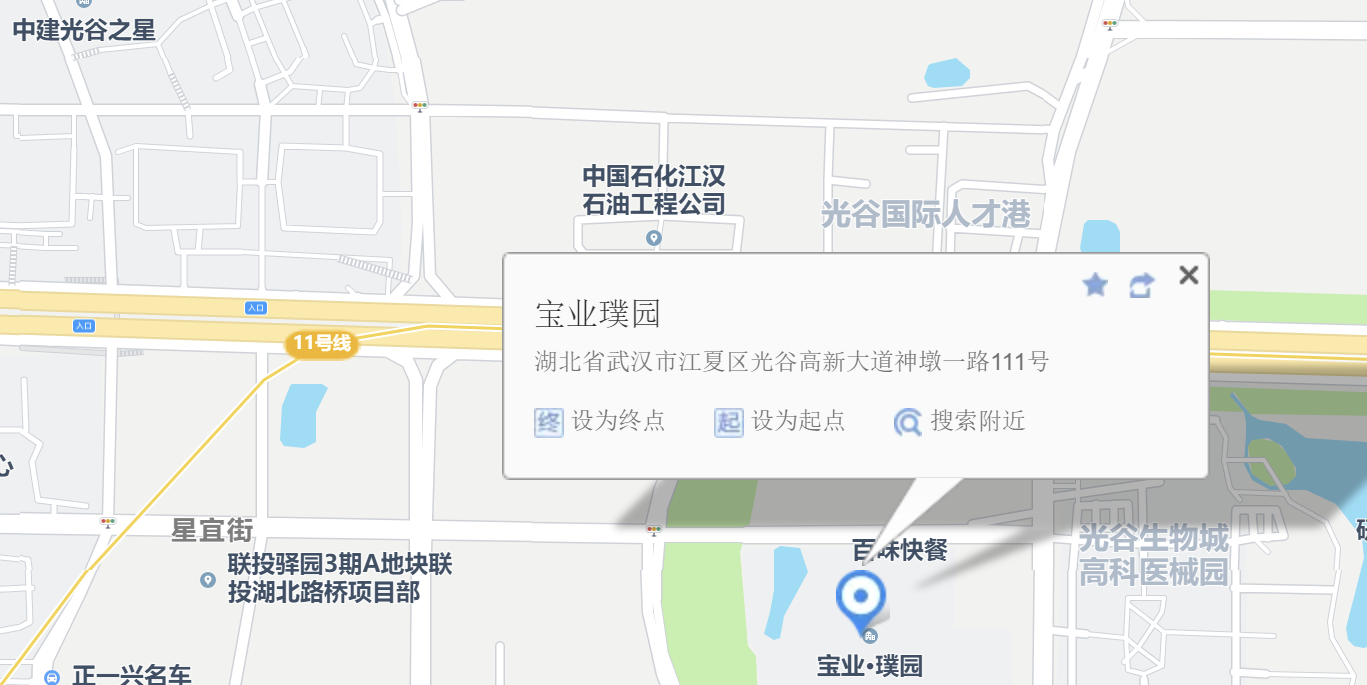 中建光谷之星
中国石化江汉
石油工程公司
光谷国际人才港
宝业璞园
湖北省武汉市江夏区光谷高新大道神墩一路111号
终 设为终点
起 设为起点
搜索附近
入口
入口
11号线
心
星宜街
联投驿园3期A地块联
投湖北路桥项目部
百味快餐
光谷生物城
高科医械园
宝业·璞园
正一兴名车